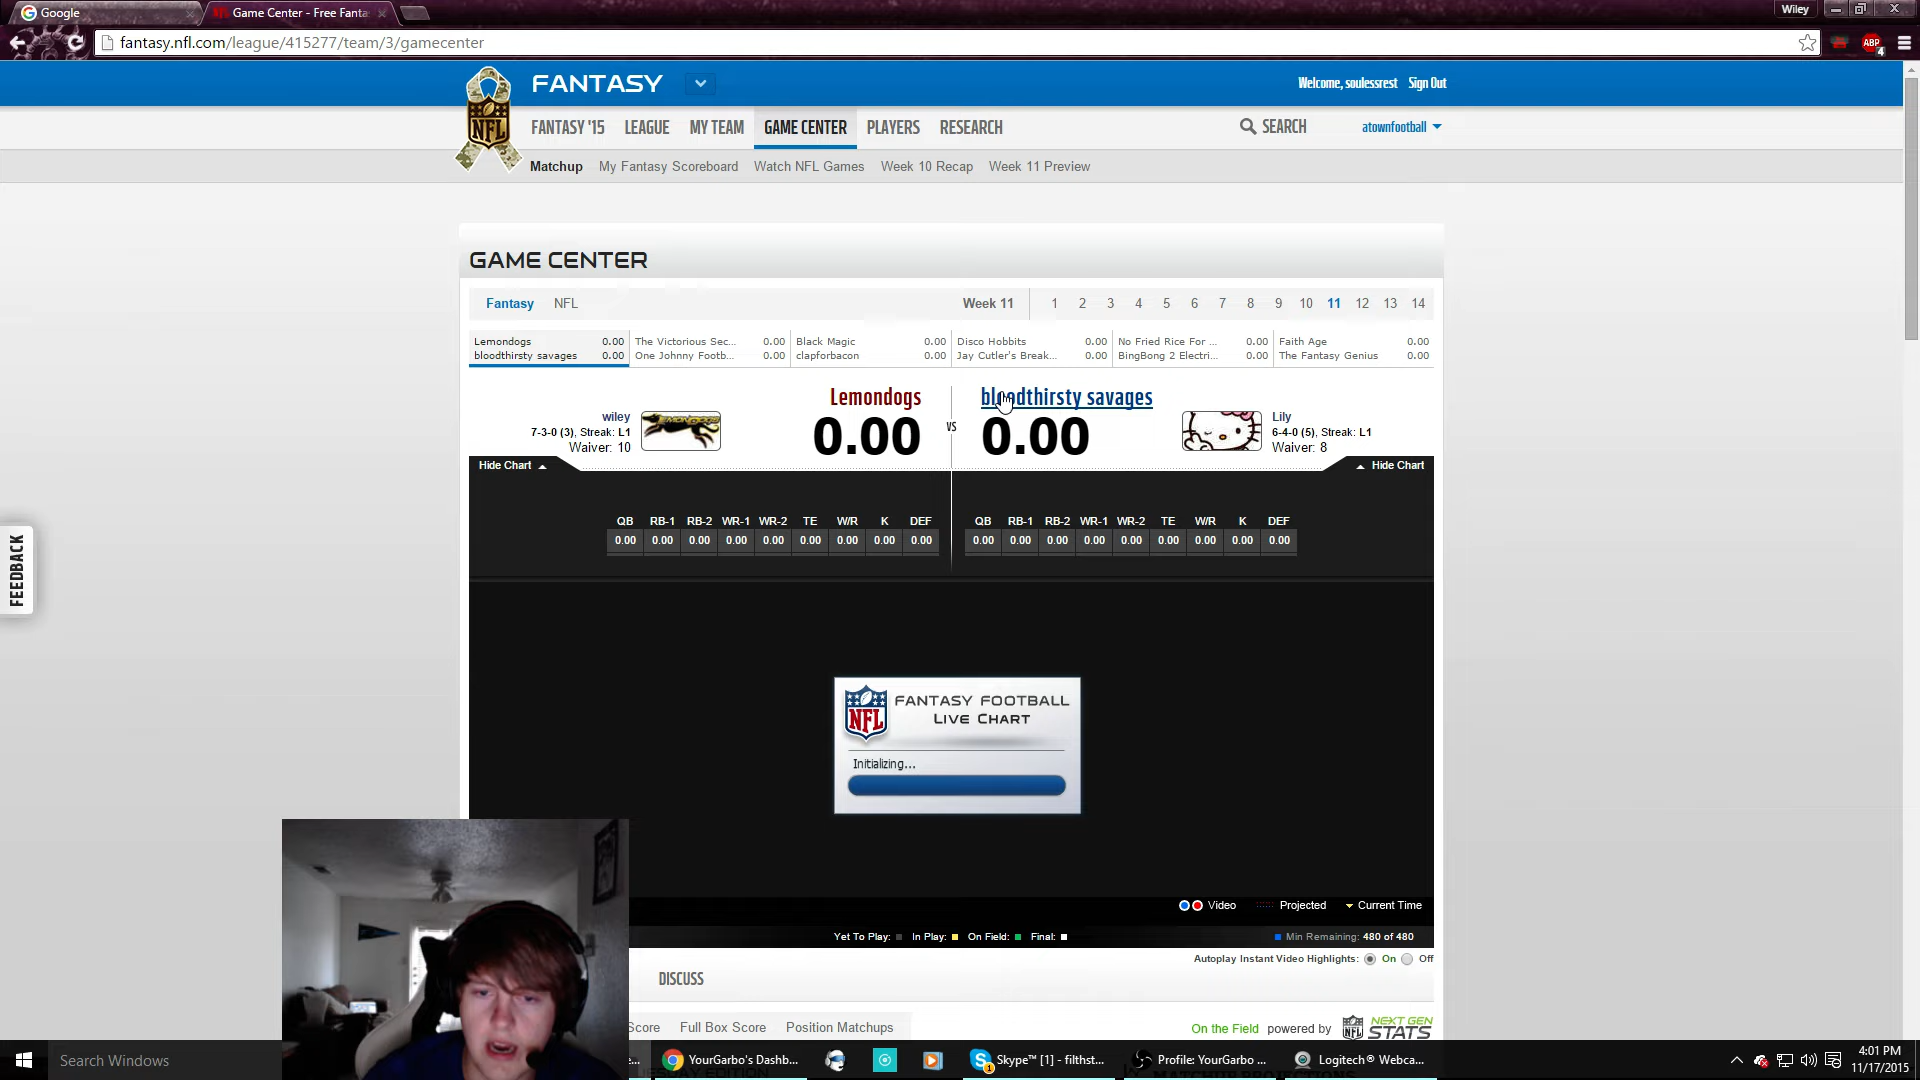 Google
Game Center - Free Fanta
Wiley
fantasy.nfl.com/league/415277/team/3/gamecenter
ABP
4
NFL
FANTASY
Welcome, soulessrest Sign Out
FANTASY '15 LEAGUE MY TEAM GAME CENTER PLAYERS RESEARCH
SEARCH
atownfootball
Matchup My Fantasy Scoreboard Watch NFL Games Week 10 Recap Week 11 Preview
GAME CENTER
Fantasy NFL
Week 11 1 2 3 4 5 6 7 8 9 10 11 12 13 14
Lemondogs 0.00
bloodthirsty savages 0.00
The Victorious Sec... 0.00
One Johnny Footb... 0.00
Black Magic 0.00
clapforbacon 0.00
Disco Hobbits 0.00
Jay Cutler's Break... 0.00
No Fried Rice For ... 0.00
BingBong 2 Electri... 0.00
Faith Age 0.00
The Fantasy Genius 0.00
wiley
7-3-0 (3), Streak: L1
Waiver: 10
Lemondogs
0.00
vs
bloodthirsty savages
0.00
Lily
6-4-0 (5), Streak: L1
Waiver: 8
Hide Chart
Hide Chart
QB RB-1 RB-2 WR-1 WR-2 TE W/R K DEF
0.00 0.00 0.00 0.00 0.00 0.00 0.00 0.00 0.00
QB RB-1 RB-2 WR-1 WR-2 TE W/R K DEF
0.00 0.00 0.00 0.00 0.00 0.00 0.00 0.00 0.00
FEEDBACK
NFL
FANTASY FOOTBALL
LIVE CHART
Initializing...
Video Projected Current Time
Yet To Play: In Play: On Field: Final:
Min Remaining: 480 of 480
Autoplay Instant Video Highlights: On Off
DISCUSS
Score Full Box Score Position Matchups
On the Field powered by
NEXT GEN
STATS
Search Windows
e...
YourGarbo's Dashb...
Skype™ [1] - filthst...
Profile: YourGarbo ...
Logitech® Webca...
4:01 PM
11/17/2015